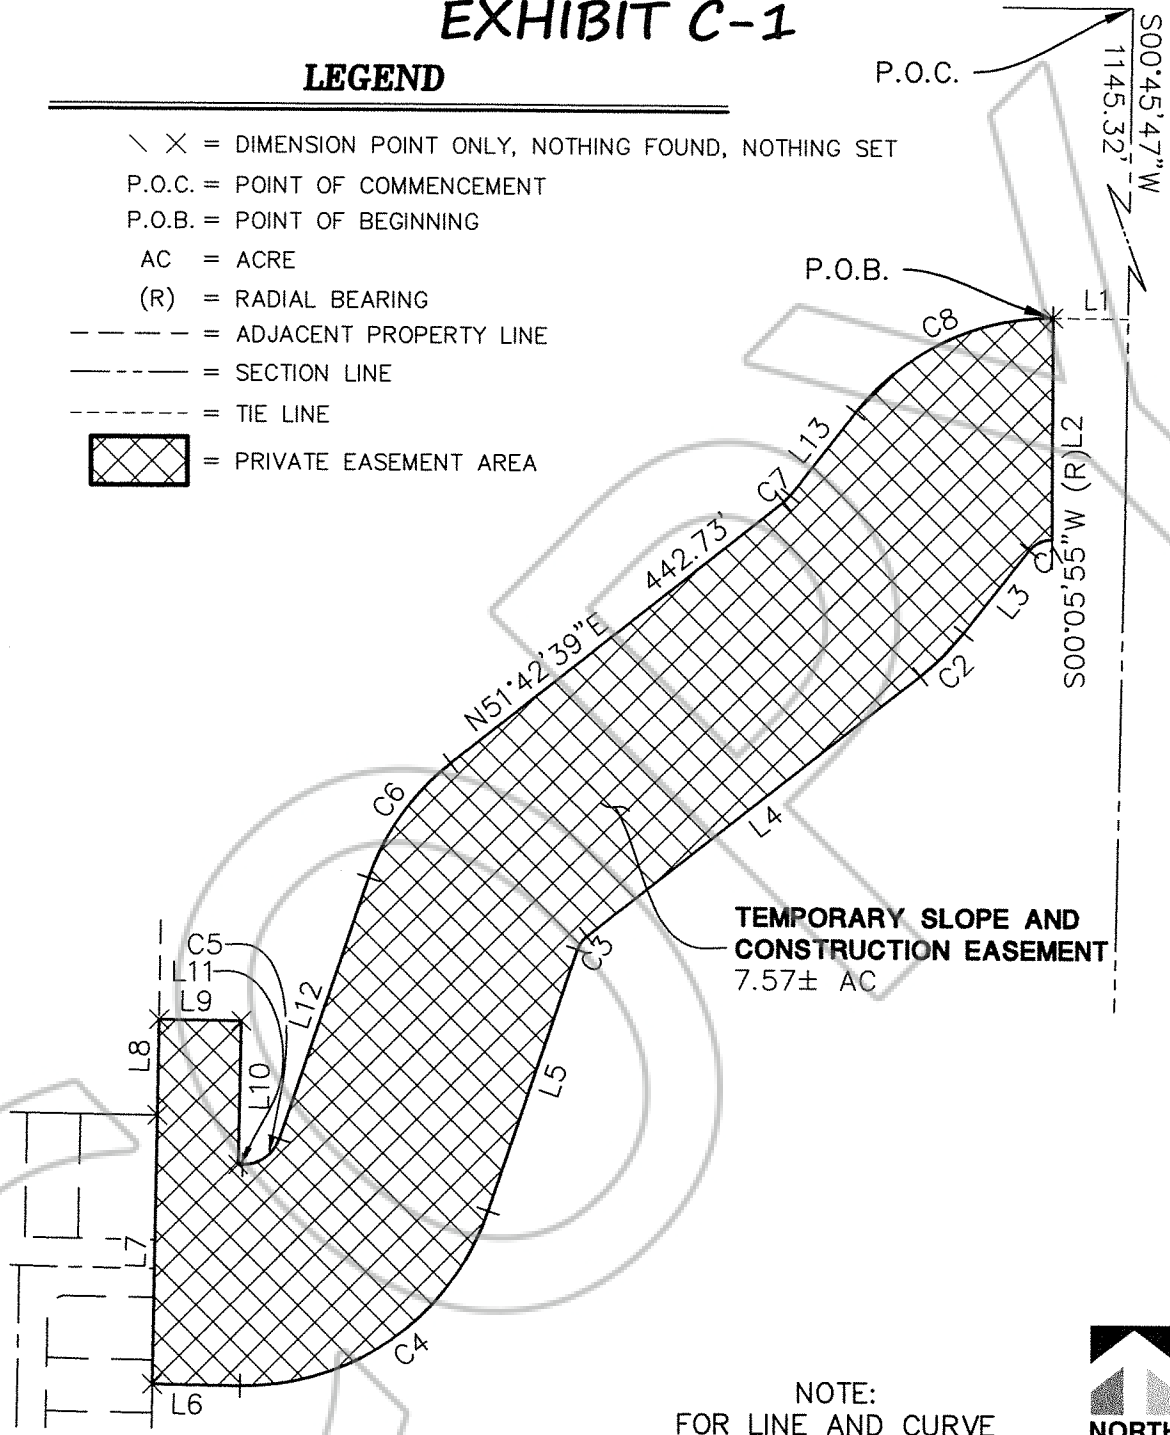 EXHIBIT C-1
LEGEND
= DIMENSION POINT ONLY, NOTHING FOUND, NOTHING SET
P.O.C. = POINT OF COMMENCEMENT
P.O.B. = POINT OF BEGINNING
AC = ACRE
(R) = RADIAL BEARING
= ADJACENT PROPERTY LINE
= SECTION LINE
= TIE LINE
= PRIVATE EASEMENT AREA
P.O.C.
S00°45'47"W
1145.32'
P.O.B.
L1
C8
L13
C7
L2
S00°05'55"W (R)
L3
C2
442.73'
N51°42'39"E
C6
L4
TEMPORARY SLOPE AND
CONSTRUCTION EASEMENT
7.57± AC
C3
C5
L11
L9
L12
L8
L10
L5
L7
C4
L6
NOTE:
FOR LINE AND CURVE
NORTH
COPY